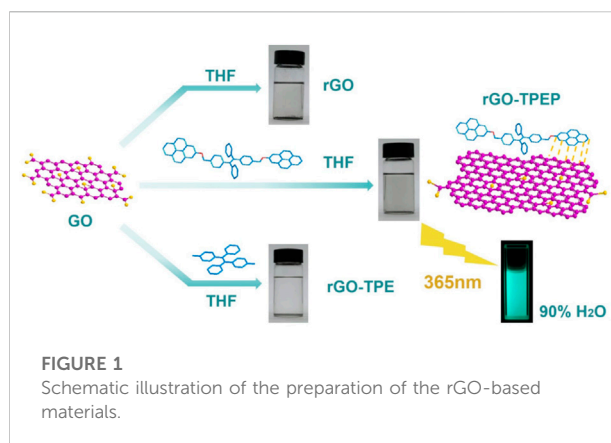 THF
rGO
rGO-TPEP
THF
GO
THF
rGO-TPE
365nm
90% H2O
FIGURE 1
Schematic illustration of the preparation of the rGO-based
materials.